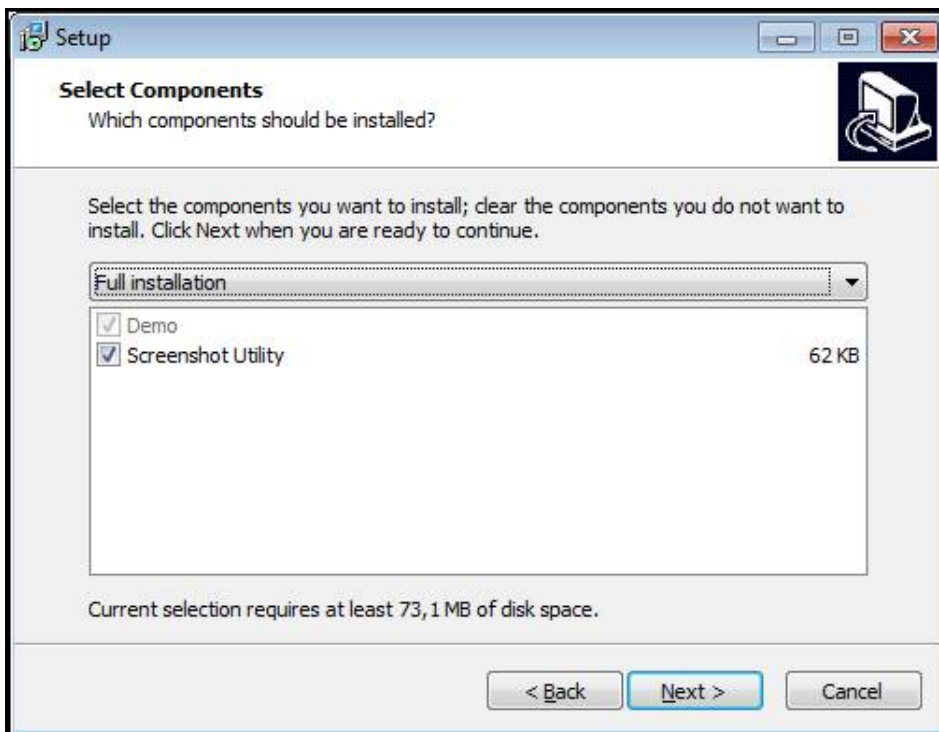 Setup
Select Components
Which components should be installed?
Select the components you want to install; clear the components you do not want to
install. Click Next when you are ready to continue.
Full installation
Demo
Screenshot Utility 62 KB
Current selection requires at least 73,1 MB of disk space.
< Back Next > Cancel